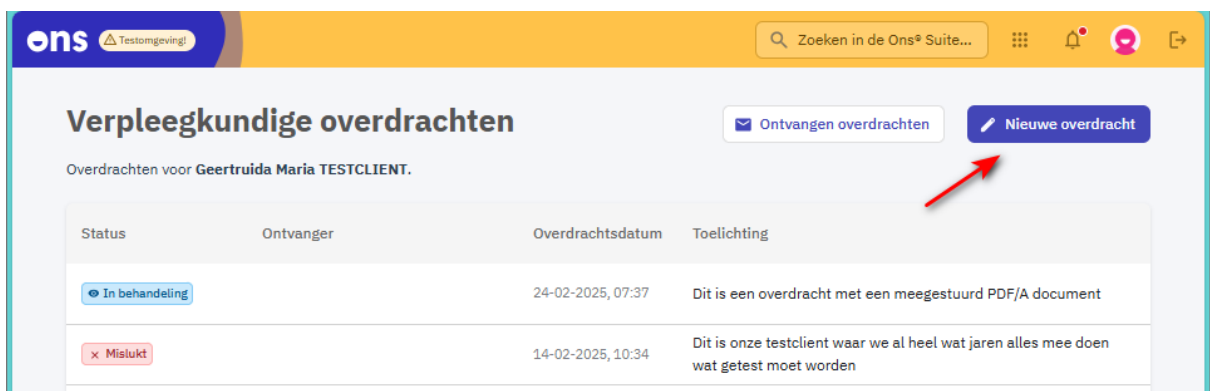 ons Testomgeving! Zoeken in de Ons® Suite...
Verpleegkundige overdrachten Ontvangen overdrachten Nieuwe overdracht
Overdrachten voor Geertruida Maria TESTCLIENT.
Status Ontvanger Overdrachtsdatum Toelichting
In behandeling 24-02-2025, 07:37 Dit is een overdracht met een meegestuurd PDF/A document
Mislukt 14-02-2025, 10:34 Dit is onze testclient waar we al heel wat jaren alles mee doen
wat getest moet worden